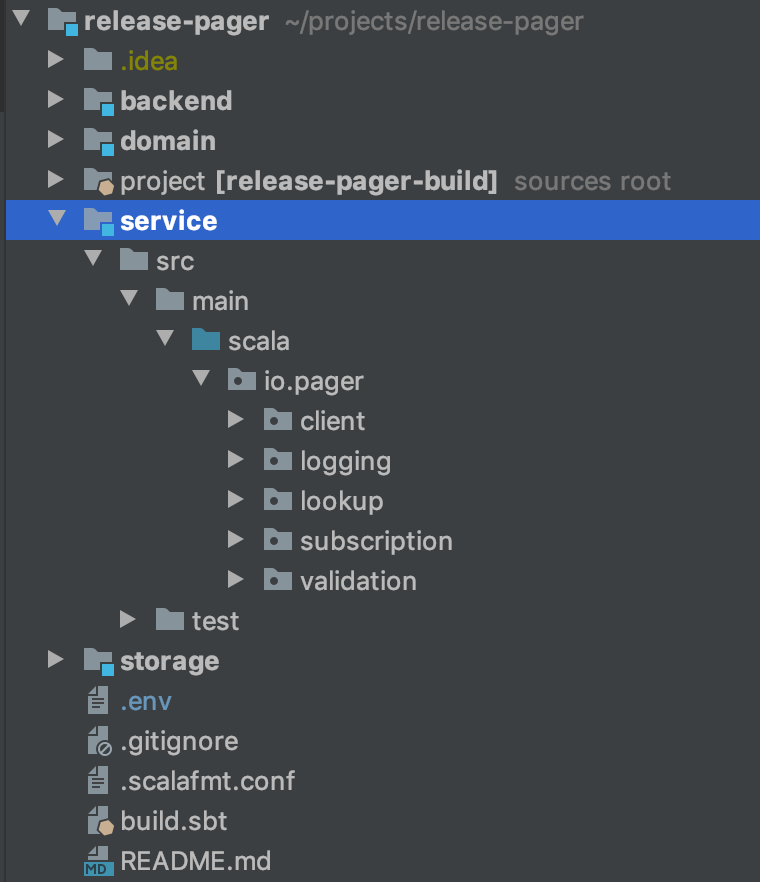 release-pager ~/projects/release-pager
.idea
backend
domain
project [release-pager-build] sources root
service
src
main
scala
io.pager
client
logging
lookup
subscription
validation
test
storage
.env
.gitignore
.scalafmt.conf
build.sbt
MD README.md